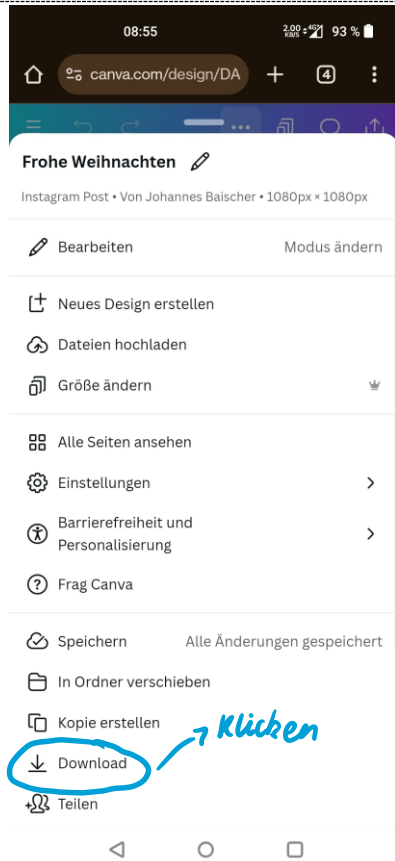 08:55 2.00 KB/S 4G 93 %
canva.com/design/DA 4
Frohe Weihnachten
Instagram Post • Von Johannes Baischer • 1080px × 1080px
Bearbeiten Modus ändern
Neues Design erstellen
Dateien hochladen
Größe ändern
Alle Seiten ansehen
Einstellungen
Barrierefreiheit und
Personalisierung
Frag Canva
Speichern Alle Änderungen gespeichert
In Ordner verschieben
Kopie erstellen
Klicken
Download
Teilen